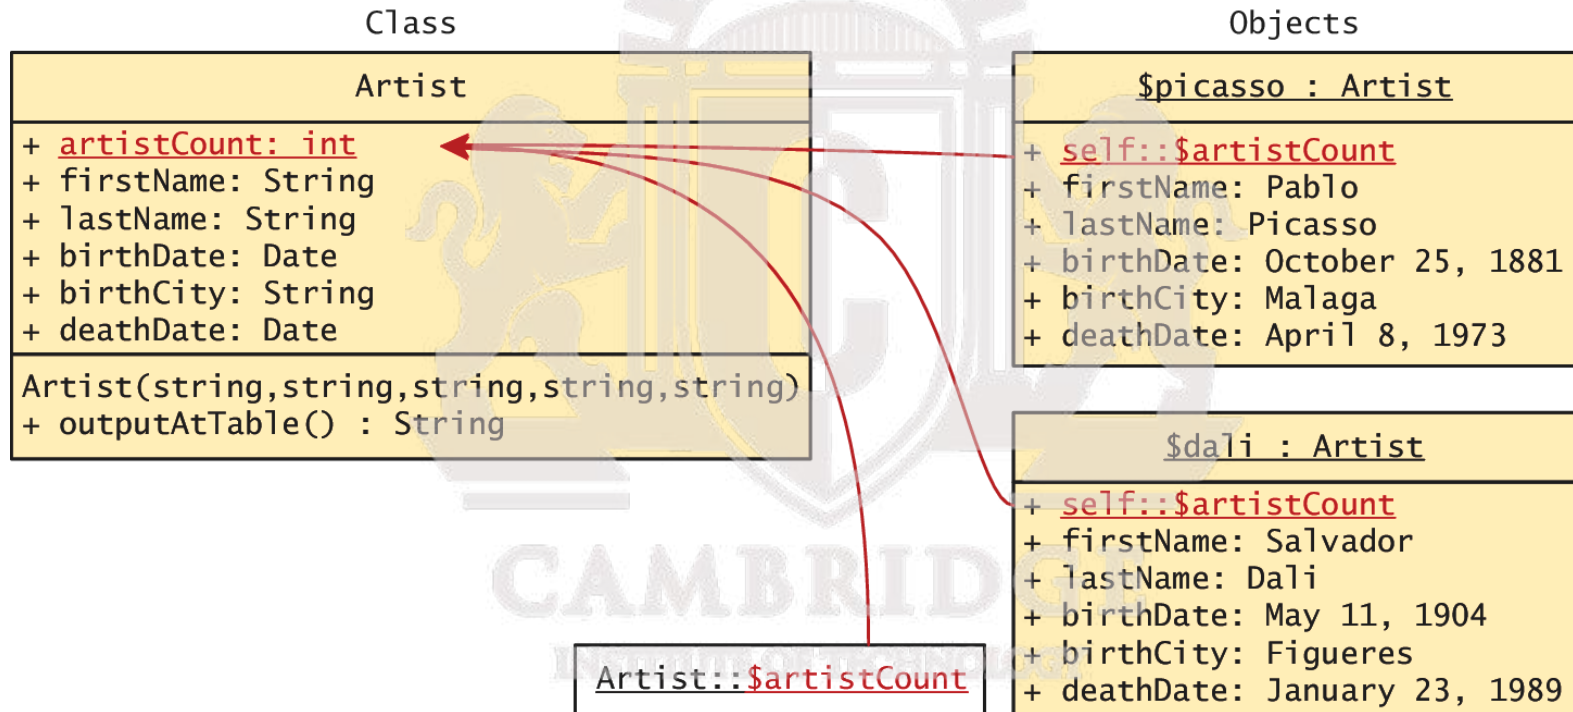 Class
Artist
+ artistCount: int
+ firstName: String
+ lastName: String
+ birthDate: Date
+ birthCity: String
+ deathDate: Date
Artist(string,string,string,string,string)
+ outputAtTable() : String
Objects
$picasso : Artist
+ self::$artistCount
+ firstName: Pablo
+ lastName: Picasso
+ birthDate: October 25, 1881
+ birthCity: Malaga
+ deathDate: April 8, 1973
$dali : Artist
+ self::$artistCount
+ firstName: Salvador
+ lastName: Dali
+ birthDate: May 11, 1904
+ birthCity: Figueres
+ deathDate: January 23, 1989
Artist::$artistCount
CAMBRIDGE
INSTITUTE OF TECHNOLOGY